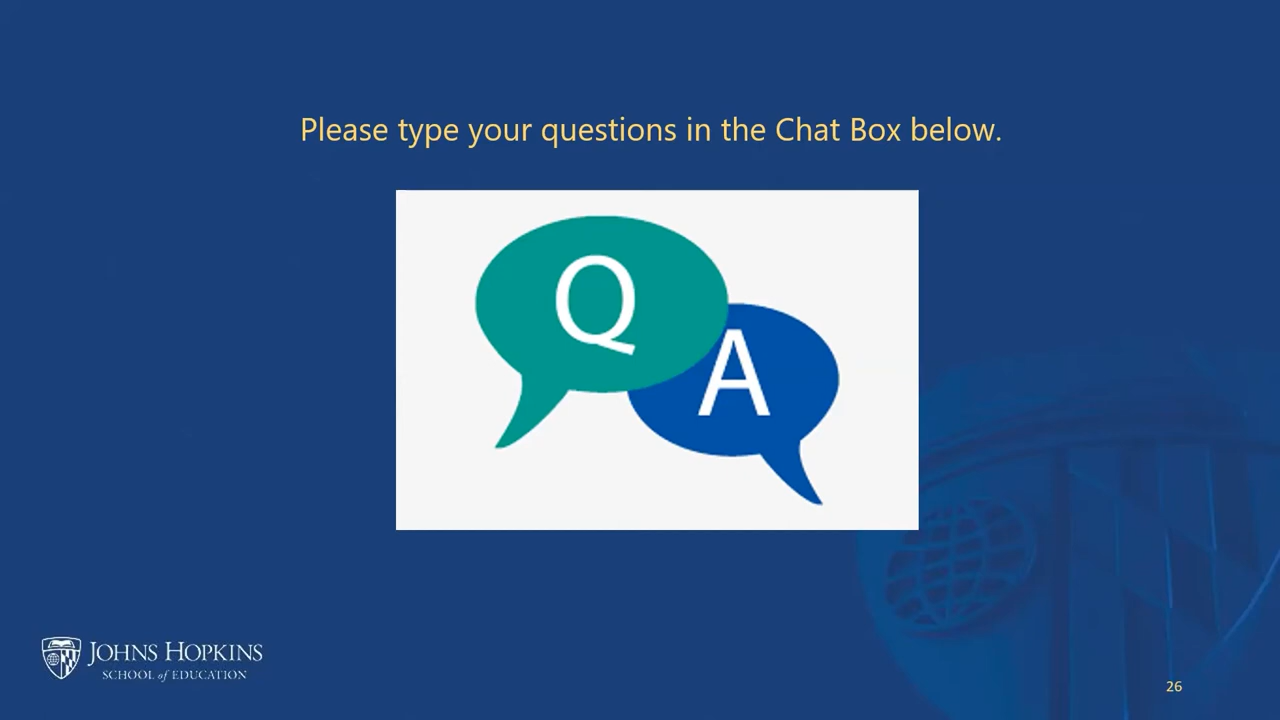 Please type your questions in the Chat Box below.
Q
A
JOHNS HOPKINS
SCHOOL of EDUCATION
26